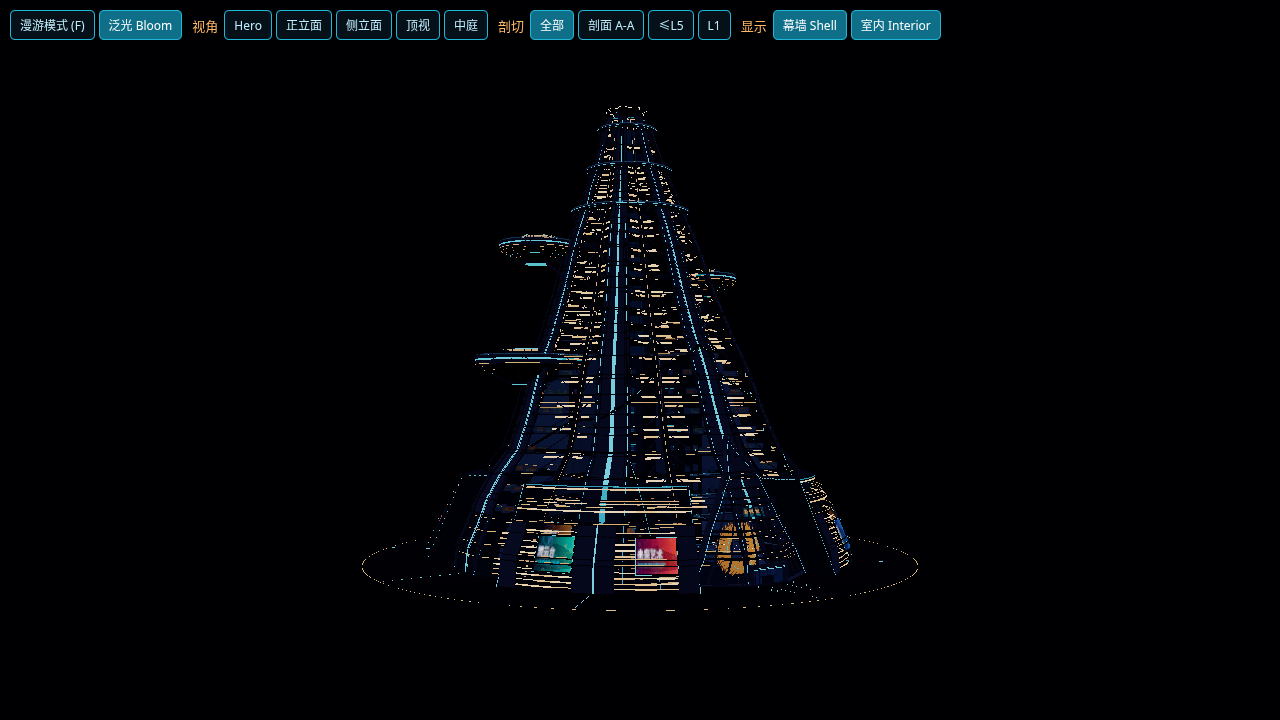 漫游模式 (F) 泛光 Bloom 视角 Hero 正立面 侧立面 顶视 中庭 剖切 全部 剖面 A-A ≤L5 L1 显示 幕墙 Shell 室内 Interior